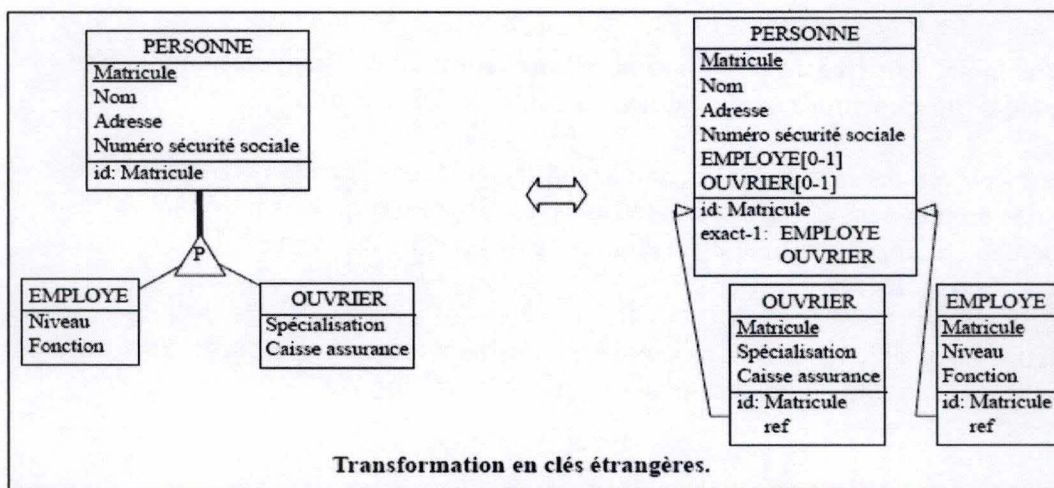 PERSONNE
Matricule
Nom
Adresse
Numéro sécurité sociale
id: Matricule
P
EMPLOYE
Niveau
Fonction
OUVRIER
Spécialisation
Caisse assurance
PERSONNE
Matricule
Nom
Adresse
Numéro sécurité sociale
EMPLOYE[0-1]
OUVRIER[0-1]
id: Matricule
exact-1: EMPLOYE
OUVRIER
OUVRIER
Matricule
Spécialisation
Caisse assurance
id: Matricule
ref
EMPLOYE
Matricule
Niveau
Fonction
id: Matricule
ref
Transformation en clés étrangères.